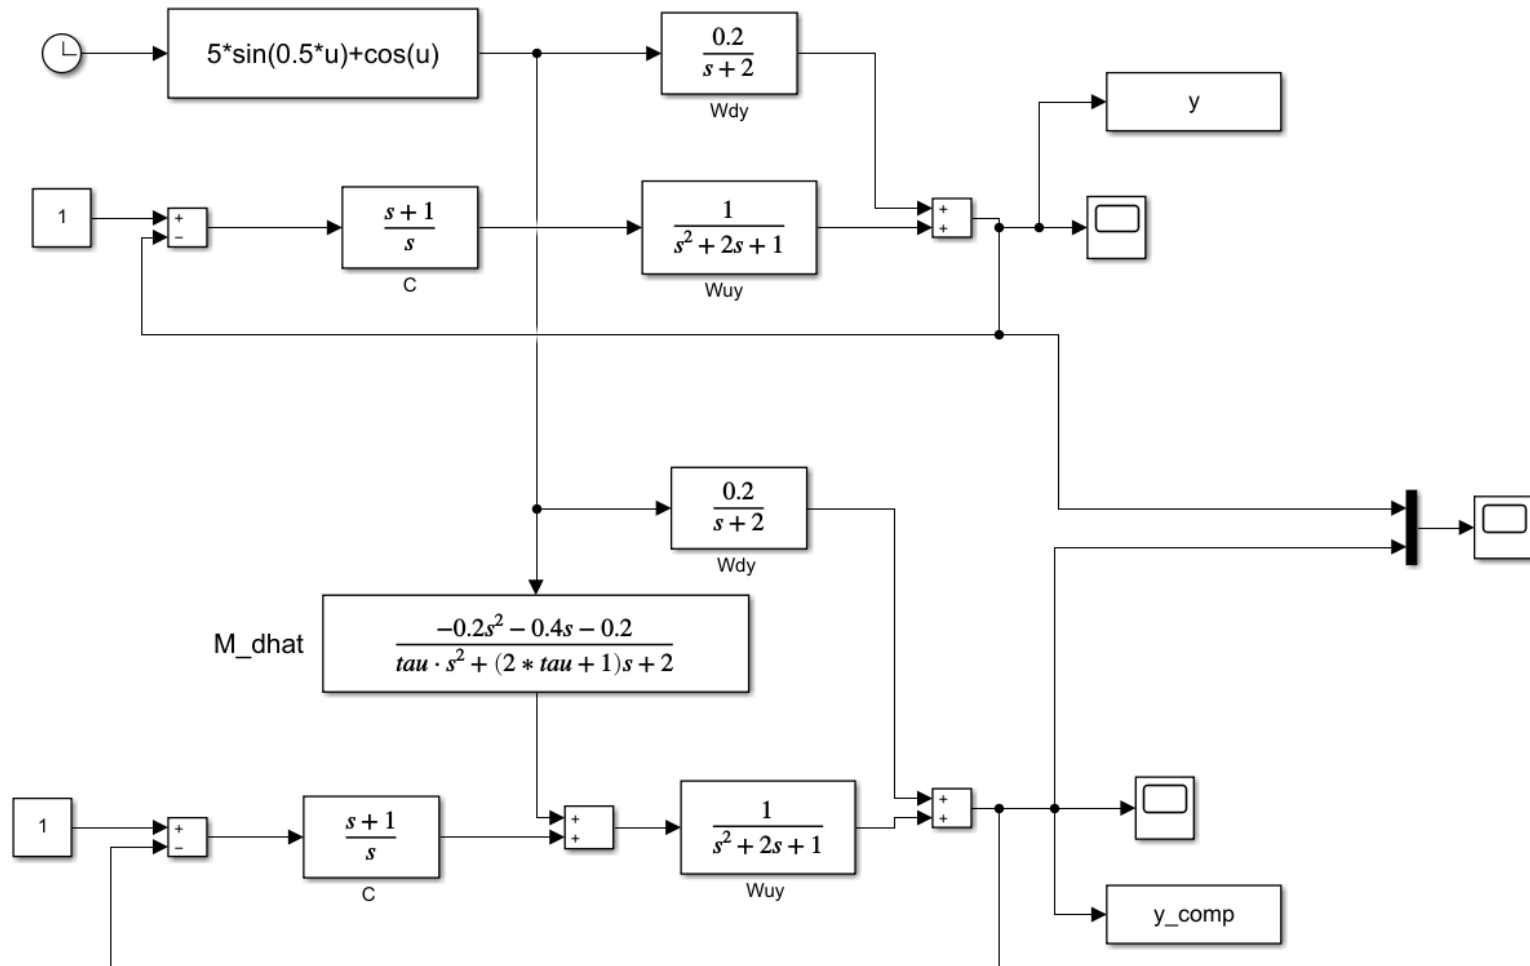 5*sin(0.5*u)+cos(u)
0.2
s + 2
Wdy
y
1
+
−
s + 1
s
C
1
s² + 2s + 1
Wuy
+
+
0.2
s + 2
Wdy
M_dhat
−0.2s² − 0.4s − 0.2
tau · s² + (2 * tau + 1)s + 2
1
+
−
s + 1
s
C
+
+
1
s² + 2s + 1
Wuy
+
+
y_comp